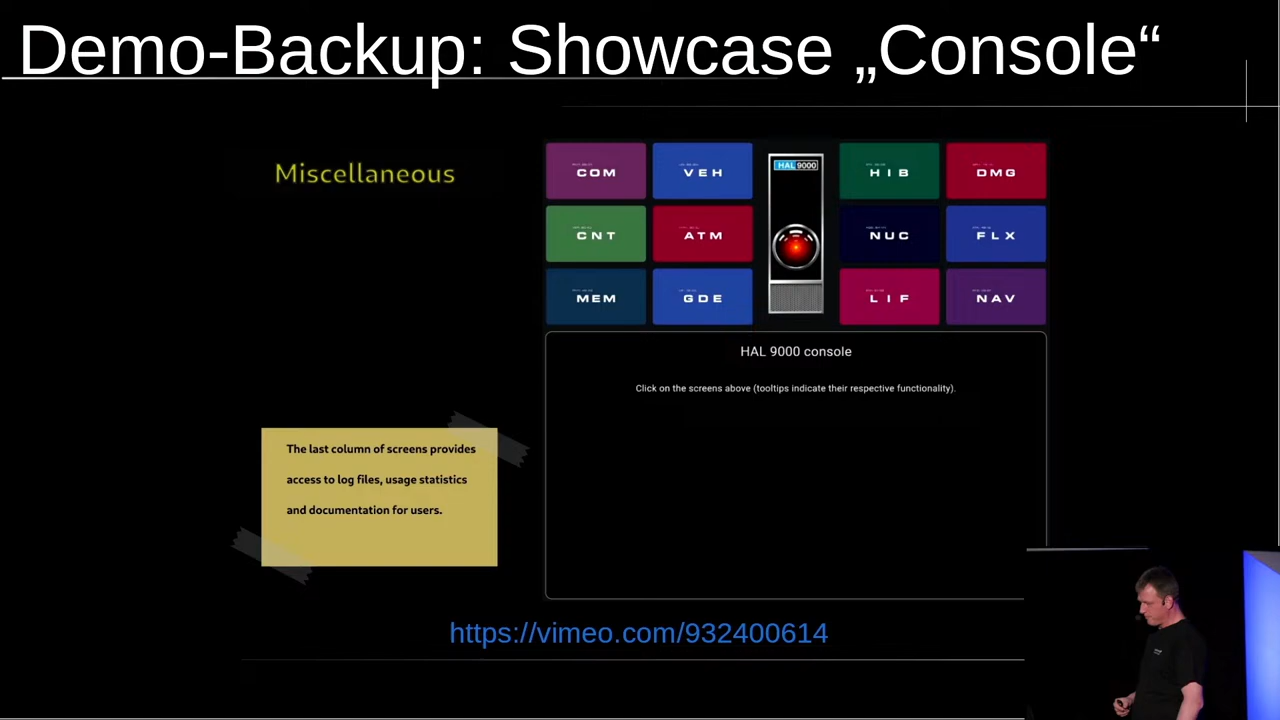 Demo-Backup: Showcase „Console“
Miscellaneous
COM
VEH
HAL 9000
HIB
DMG
CNT
ATM
NUC
FLX
MEM
GDE
LIF
NAV
HAL 9000 console
Click on the screens above (tooltips indicate their respective functionality).
The last column of screens provides
access to log files, usage statistics
and documentation for users.
https://vimeo.com/932400614